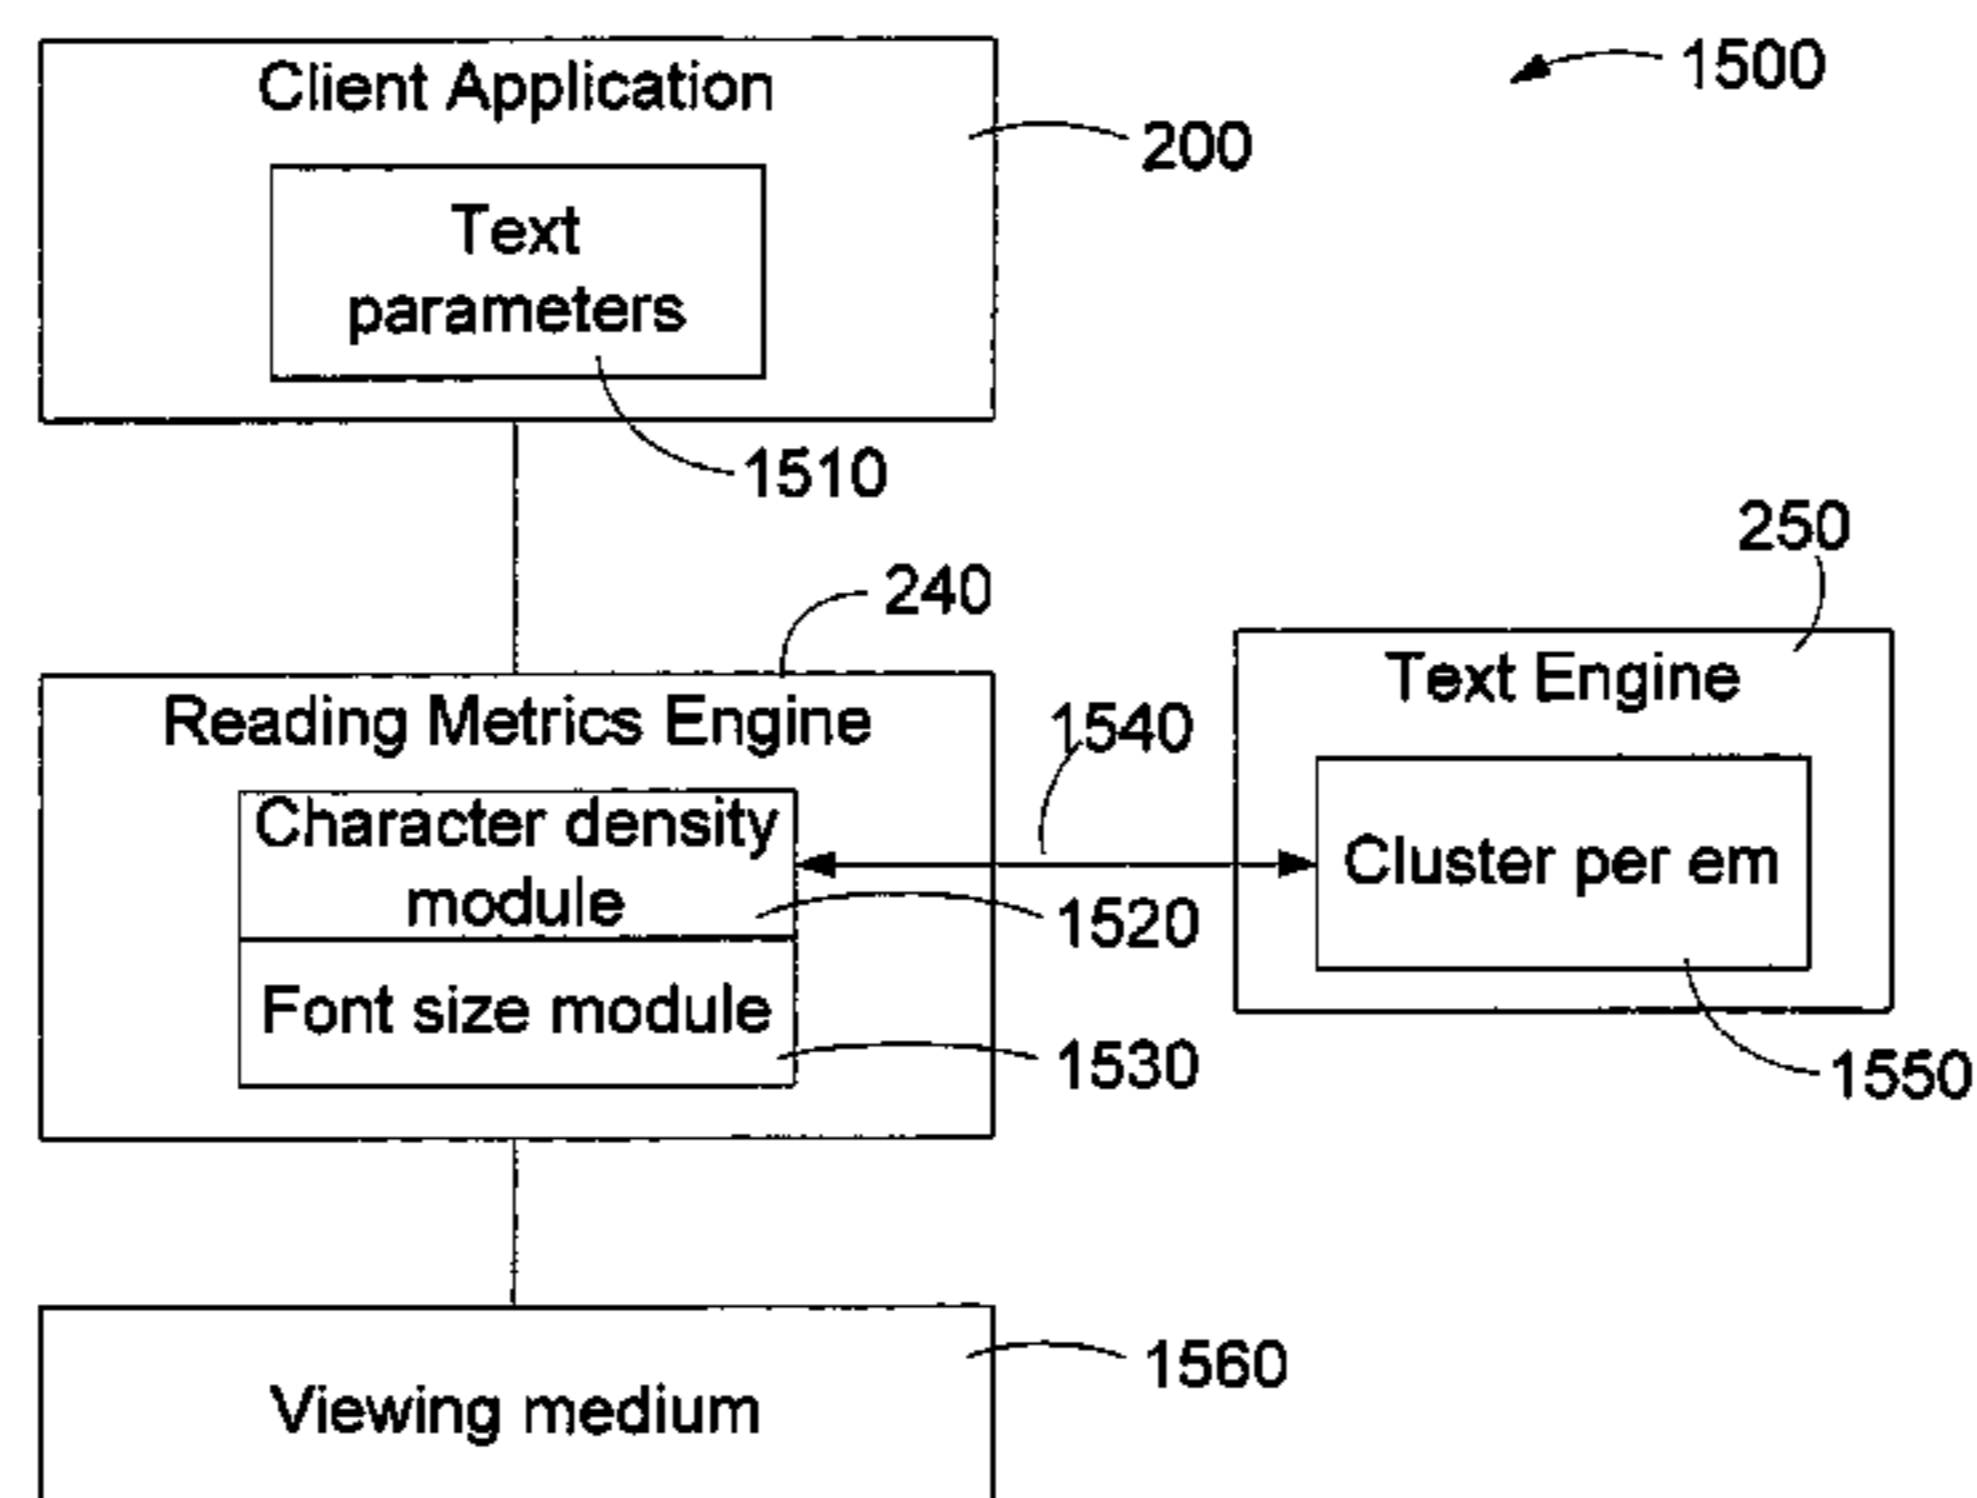 Client Application
1500
200
Text
parameters
1510
250
240
Text Engine
Reading Metrics Engine
1540
Character density
module
Cluster per em
1520
Font size module
1530
1550
1560
Viewing medium